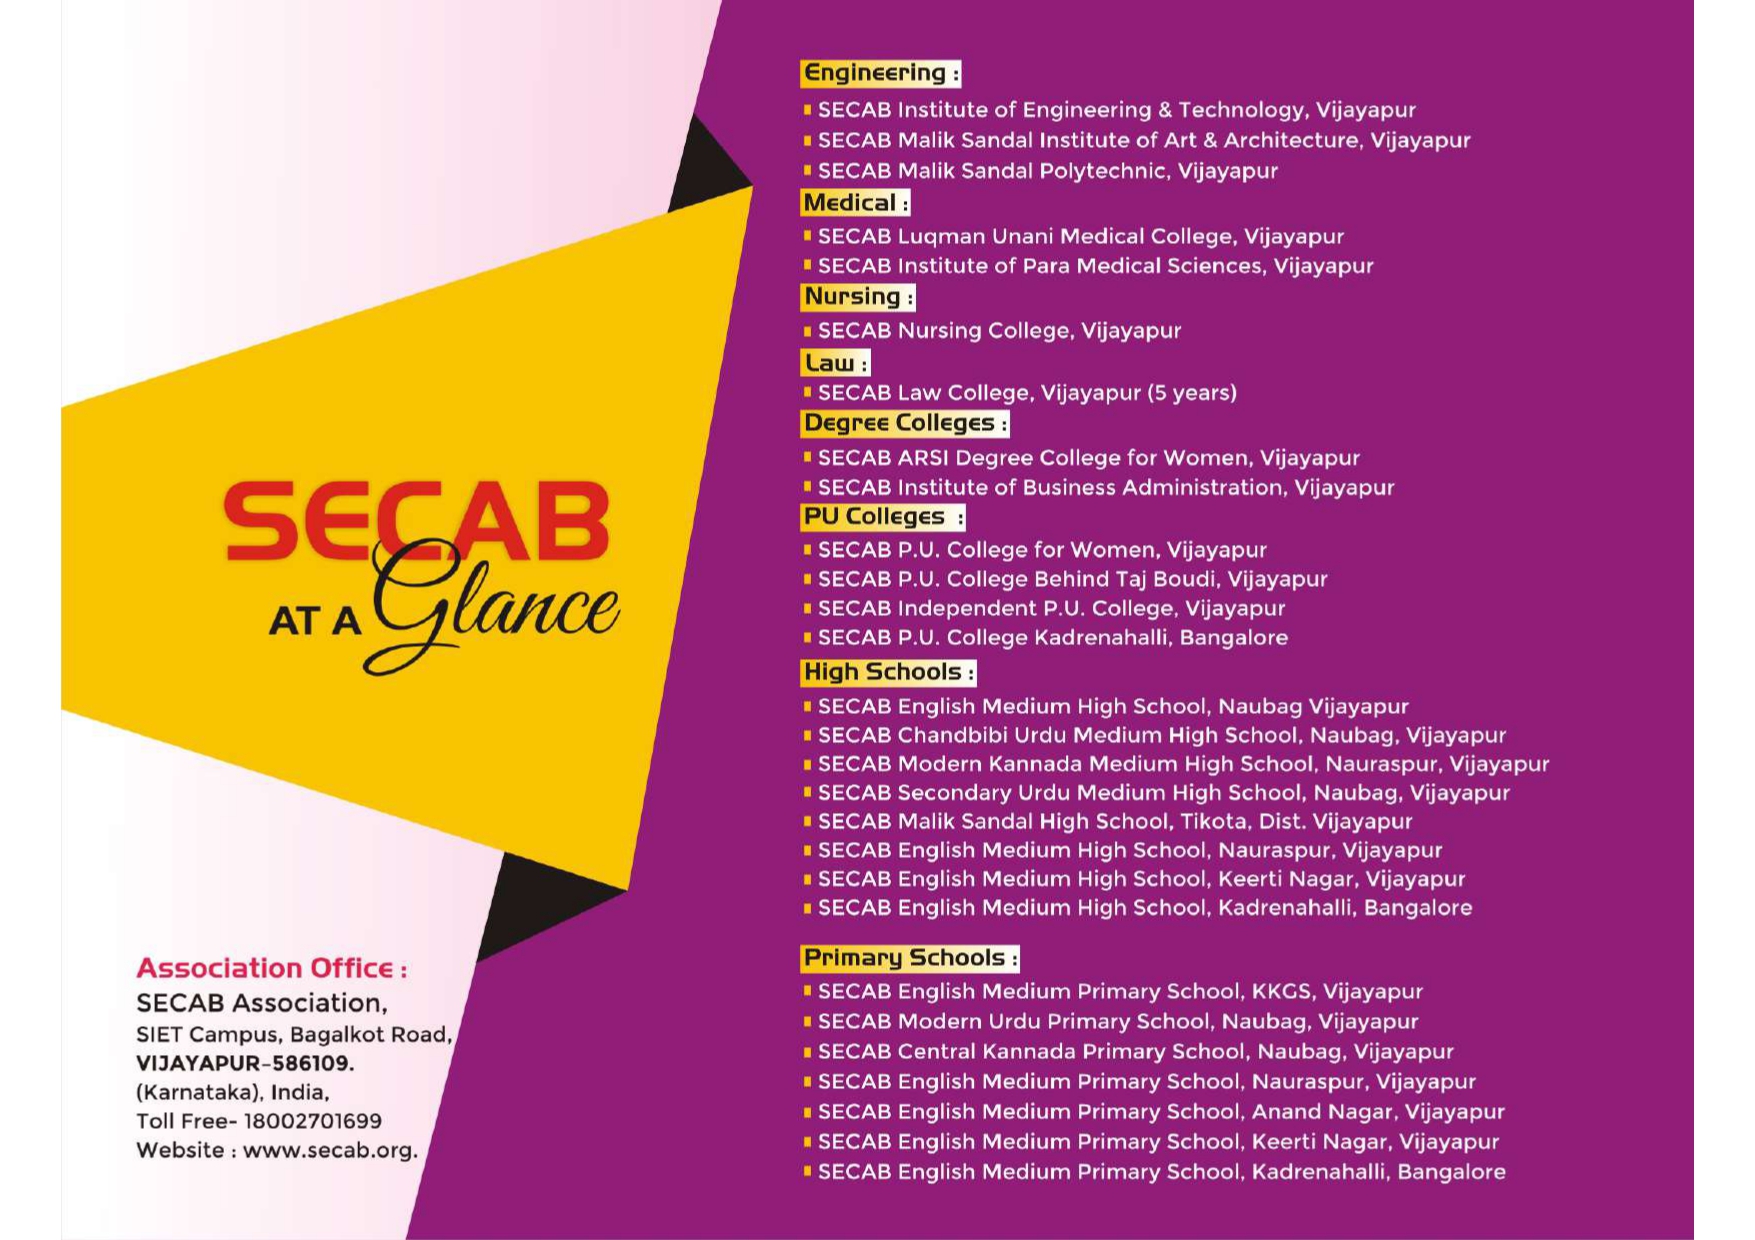 SECAB
AT A Glance
Association Office :
SECAB Association,
SIET Campus, Bagalkot Road,
VIJAYAPUR-586109.
(Karnataka), India,
Toll Free- 18002701699
Website : www.secab.org.
Engineering :
SECAB Institute of Engineering & Technology, Vijayapur
SECAB Malik Sandal Institute of Art & Architecture, Vijayapur
SECAB Malik Sandal Polytechnic, Vijayapur
Medical :
SECAB Luqman Unani Medical College, Vijayapur
SECAB Institute of Para Medical Sciences, Vijayapur
Nursing :
SECAB Nursing College, Vijayapur
Law :
SECAB Law College, Vijayapur (5 years)
Degree Colleges :
SECAB ARSI Degree College for Women, Vijayapur
SECAB Institute of Business Administration, Vijayapur
PU Colleges :
SECAB P.U. College for Women, Vijayapur
SECAB P.U. College Behind Taj Boudi, Vijayapur
SECAB Independent P.U. College, Vijayapur
SECAB P.U. College Kadrenahalli, Bangalore
High Schools :
SECAB English Medium High School, Naubag Vijayapur
SECAB Chandbibi Urdu Medium High School, Naubag, Vijayapur
SECAB Modern Kannada Medium High School, Nauraspur, Vijayapur
SECAB Secondary Urdu Medium High School, Naubag, Vijayapur
SECAB Malik Sandal High School, Tikota, Dist. Vijayapur
SECAB English Medium High School, Nauraspur, Vijayapur
SECAB English Medium High School, Keerti Nagar, Vijayapur
SECAB English Medium High School, Kadrenahalli, Bangalore
Primary Schools :
SECAB English Medium Primary School, KKGS, Vijayapur
SECAB Modern Urdu Primary School, Naubag, Vijayapur
SECAB Central Kannada Primary School, Naubag, Vijayapur
SECAB English Medium Primary School, Nauraspur, Vijayapur
SECAB English Medium Primary School, Anand Nagar, Vijayapur
SECAB English Medium Primary School, Keerti Nagar, Vijayapur
SECAB English Medium Primary School, Kadrenahalli, Bangalore